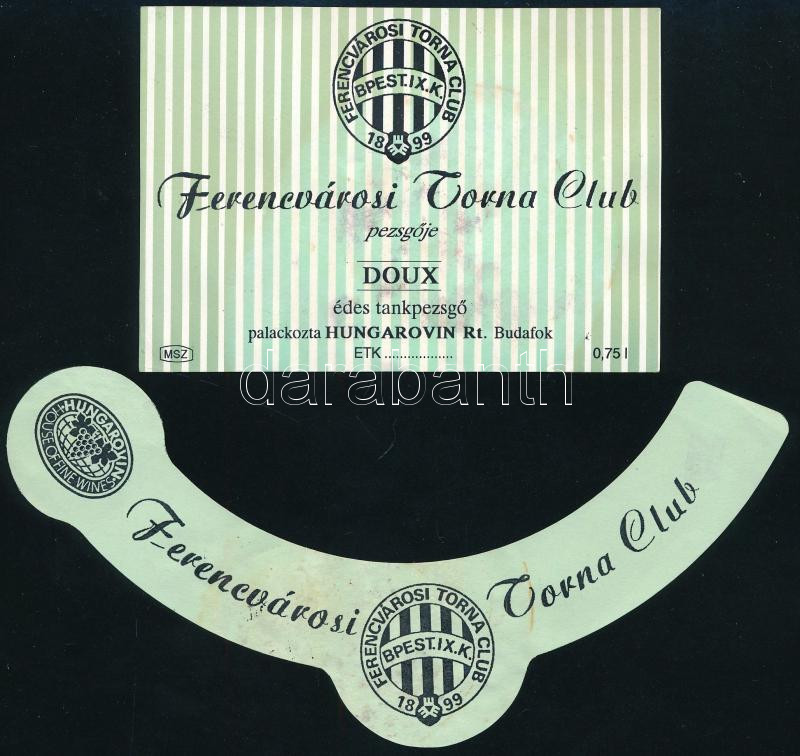 FERENCVÁROSI TORNA CLUB
BPEST.IX.K.
18 99
Ferencvárosi Torna Club
pezsgője
DOUX
édes tankpezsgő
palackozta HUNGAROVIN Rt. Budafok
MSZ
ETK ..................
0,75 l
darabanth
HUNGAROVIN
HOUSE OF FINE WINES
Ferencvárosi Torna Club
FERENCVÁROSI TORNA CLUB
BPEST.IX.K.
18 99